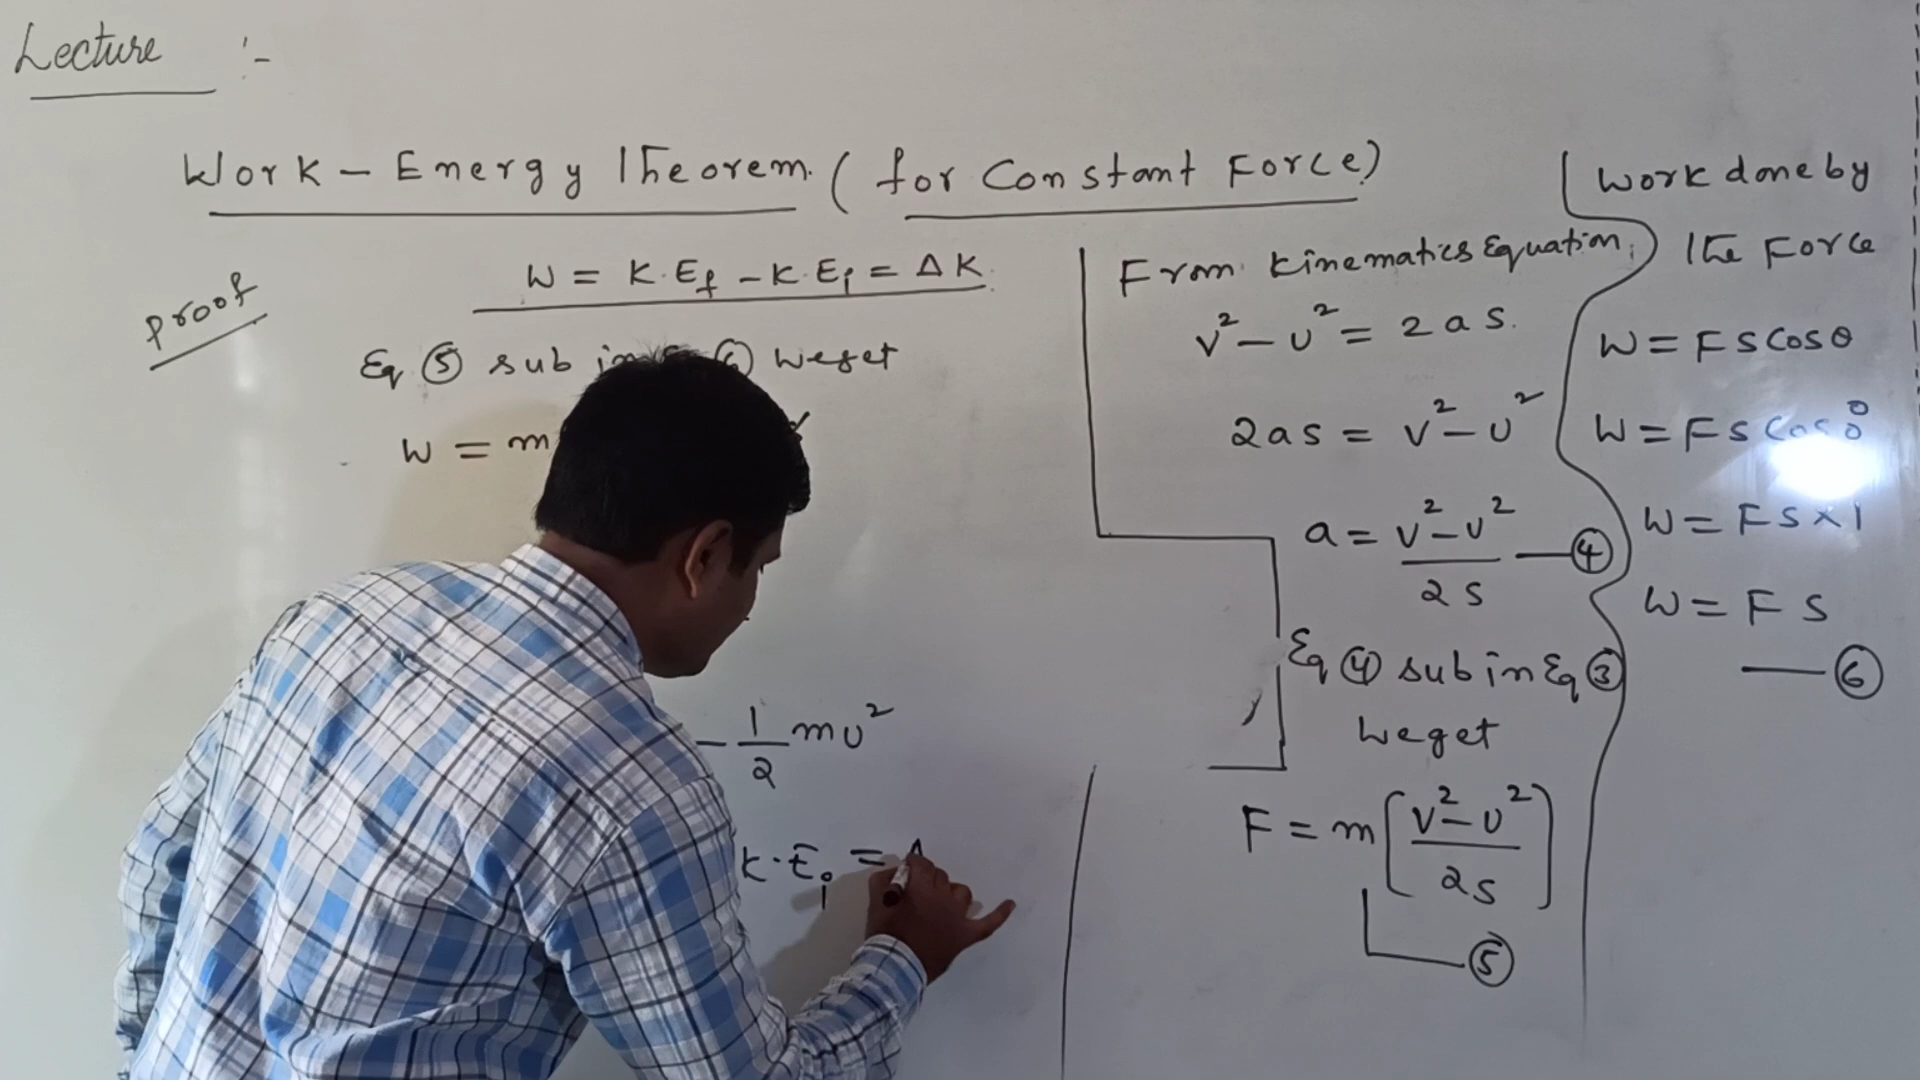 Lecture :-
Work - Energy Theorem (for Constant Force)
Proof
W = K.Ef - K.Ei = ΔK
Eq ⑤ sub in ⑥ we get
W = m
- 1/2 mu²
K.Ei =
From kinematics Equation,
v² - u² = 2as.
2as = v² - u²
a = v² - u² / 2s — ④
Eq ④ sub in Eq ③
We get
F = m [v² - u² / 2s]
⑤
Work done by
The Force
W = FS Cosθ
W = FS Cos0°
W = FS×1
W = FS
— ⑥